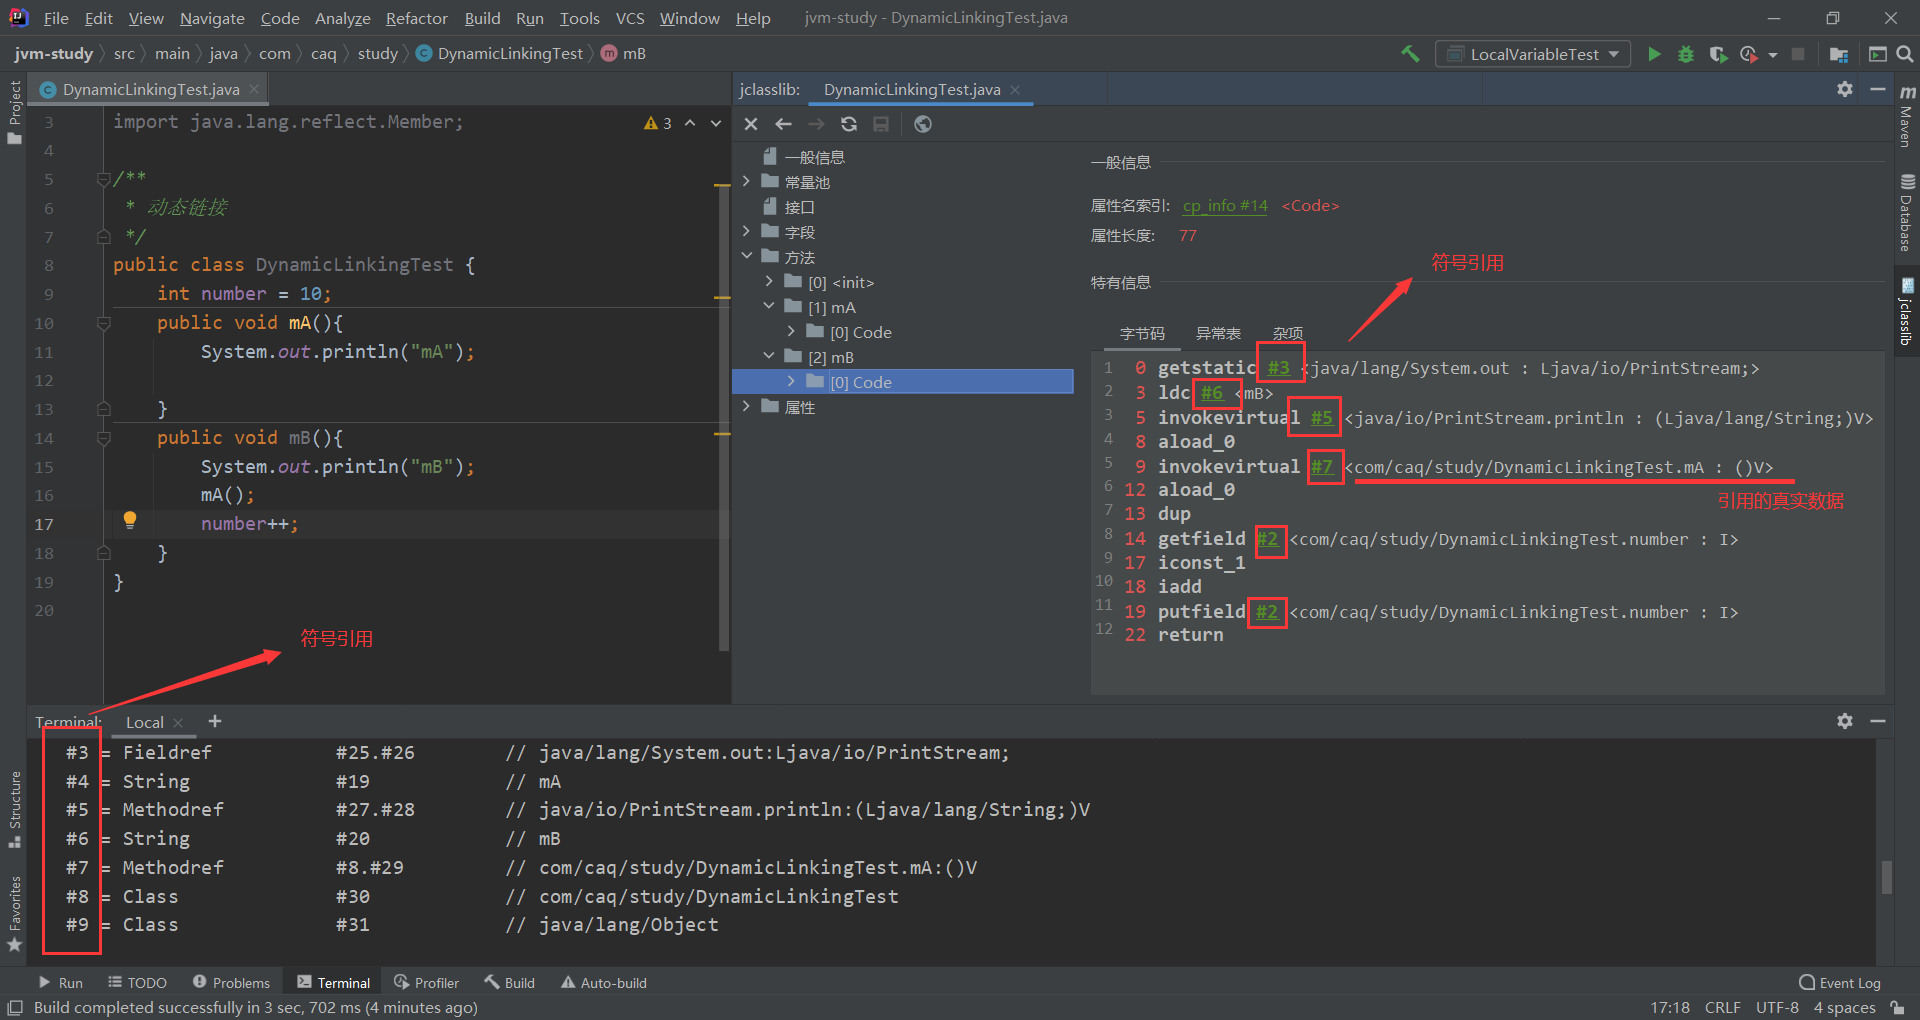 File Edit View Navigate Code Analyze Refactor Build Run Tools VCS Window Help jvm-study - DynamicLinkingTest.java
jvm-study src main java com caq study DynamicLinkingTest mB LocalVariableTest
Project
DynamicLinkingTest.java
3 import java.lang.reflect.Member; 3
4
5 /**
6 * 动态链接
7 */
8 public class DynamicLinkingTest {
9 int number = 10;
10 public void mA(){
11 System.out.println("mA");
12
13 }
14 public void mB(){
15 System.out.println("mB");
16 mA();
17 number++;
18 }
19 }
20
符号引用
jclasslib: DynamicLinkingTest.java
一般信息
常量池
接口
字段
方法
[0] <init>
[1] mA
[0] Code
[2] mB
[0] Code
属性
一般信息
属性名索引: cp_info #14 <Code>
属性长度: 77
符号引用
特有信息
字节码 异常表 杂项
1 0 getstatic #3 <java/lang/System.out : Ljava/io/PrintStream;>
2 3 ldc #6 <mB>
3 5 invokevirtual #5 <java/io/PrintStream.println : (Ljava/lang/String;)V>
4 8 aload_0
5 9 invokevirtual #7 <com/caq/study/DynamicLinkingTest.mA : ()V>
6 12 aload_0
引用的真实数据
7 13 dup
8 14 getfield #2 <com/caq/study/DynamicLinkingTest.number : I>
9 17 iconst_1
10 18 iadd
11 19 putfield #2 <com/caq/study/DynamicLinkingTest.number : I>
12 22 return
Maven
Database
jclasslib
Terminal: Local
#3 = Fieldref #25.#26 // java/lang/System.out:Ljava/io/PrintStream;
#4 = String #19 // mA
#5 = Methodref #27.#28 // java/io/PrintStream.println:(Ljava/lang/String;)V
#6 = String #20 // mB
#7 = Methodref #8.#29 // com/caq/study/DynamicLinkingTest.mA:()V
#8 = Class #30 // com/caq/study/DynamicLinkingTest
#9 = Class #31 // java/lang/Object
Structure
Favorites
Run TODO Problems Terminal Profiler Build Auto-build Event Log
Build completed successfully in 3 sec, 702 ms (4 minutes ago) 17:18 CRLF UTF-8 4 spaces